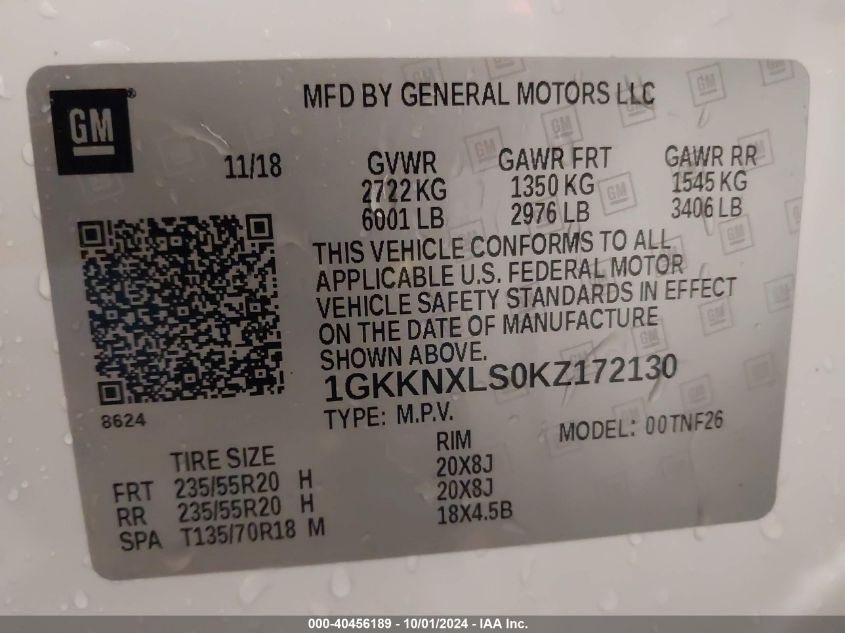 GM
MFD BY GENERAL MOTORS LLC
11/18
GVWR GAWR FRT GAWR RR
2722 KG 1350 KG 1545 KG
6001 LB 2976 LB 3406 LB
THIS VEHICLE CONFORMS TO ALL
APPLICABLE U.S. FEDERAL MOTOR
VEHICLE SAFETY STANDARDS IN EFFECT
ON THE DATE OF MANUFACTURE
SHOWN ABOVE.
1GKKNXLS0KZ172130
8624
TYPE: M.P.V. MODEL: 00TNF26
TIRE SIZE RIM
FRT 235/55R20 H 20X8J
RR 235/55R20 H 20X8J
SPA T135/70R18 M 18X4.5B
000-40456189 - 10/01/2024 - IAA Inc.